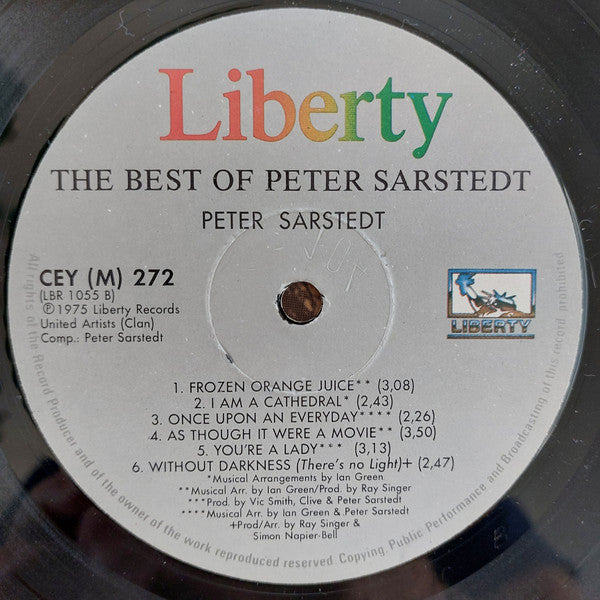 Liberty
THE BEST OF PETER SARSTEDT
PETER SARSTEDT
CEY (M) 272
(LBR 1055 B)
℗ 1975 Liberty Records
United Artists (Clan)
Comp.: Peter Sarstedt
LIBERTY
1. FROZEN ORANGE JUICE** (3,08)
2. I AM A CATHEDRAL* (2,43)
3. ONCE UPON AN EVERYDAY**** (2,26)
4. AS THOUGH IT WERE A MOVIE** (3,50)
5. YOU'RE A LADY*** (3,13)
6. WITHOUT DARKNESS (There's no Light)+ (2,47)
*Musical Arrangements by Ian Green
**Musical Arr. by Ian Green/Prod. by Ray Singer
***Prod. by Vic Smith, Clive & Peter Sarstedt
****Musical Arr. by Ian Green & Peter Sarstedt
+Prod/Arr. by Ray Singer &
Simon Napier-Bell
All rights of the Record Producer and of the owner of the work reproduced reserved. Copying, Public Performance and Broadcasting of this record prohibited